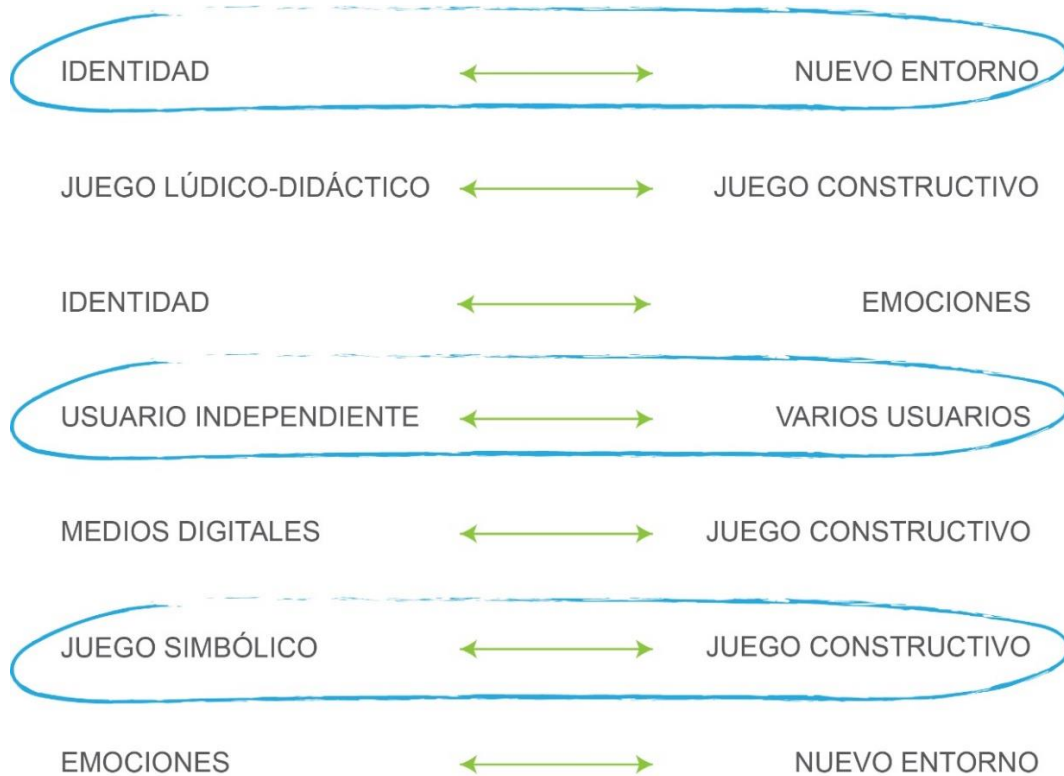 IDENTIDAD NUEVO ENTORNO
JUEGO LÚDICO-DIDÁCTICO JUEGO CONSTRUCTIVO
IDENTIDAD EMOCIONES
USUARIO INDEPENDIENTE VARIOS USUARIOS
MEDIOS DIGITALES JUEGO CONSTRUCTIVO
JUEGO SIMBÓLICO JUEGO CONSTRUCTIVO
EMOCIONES NUEVO ENTORNO